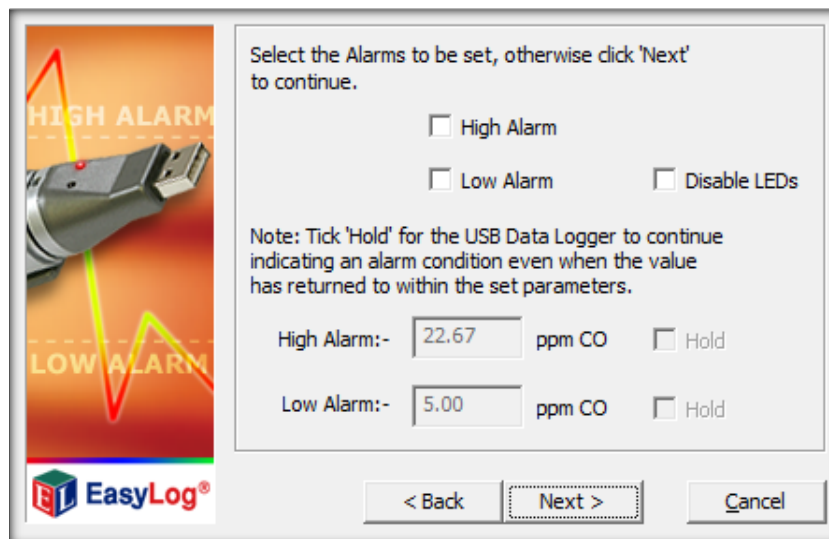 HIGH ALARM
LOW ALARM
EL EasyLog®
Select the Alarms to be set, otherwise click 'Next'
to continue.
High Alarm
Low Alarm Disable LEDs
Note: Tick 'Hold' for the USB Data Logger to continue
indicating an alarm condition even when the value
has returned to within the set parameters.
High Alarm:- 22.67 ppm CO Hold
Low Alarm:- 5.00 ppm CO Hold
< Back Next > Cancel